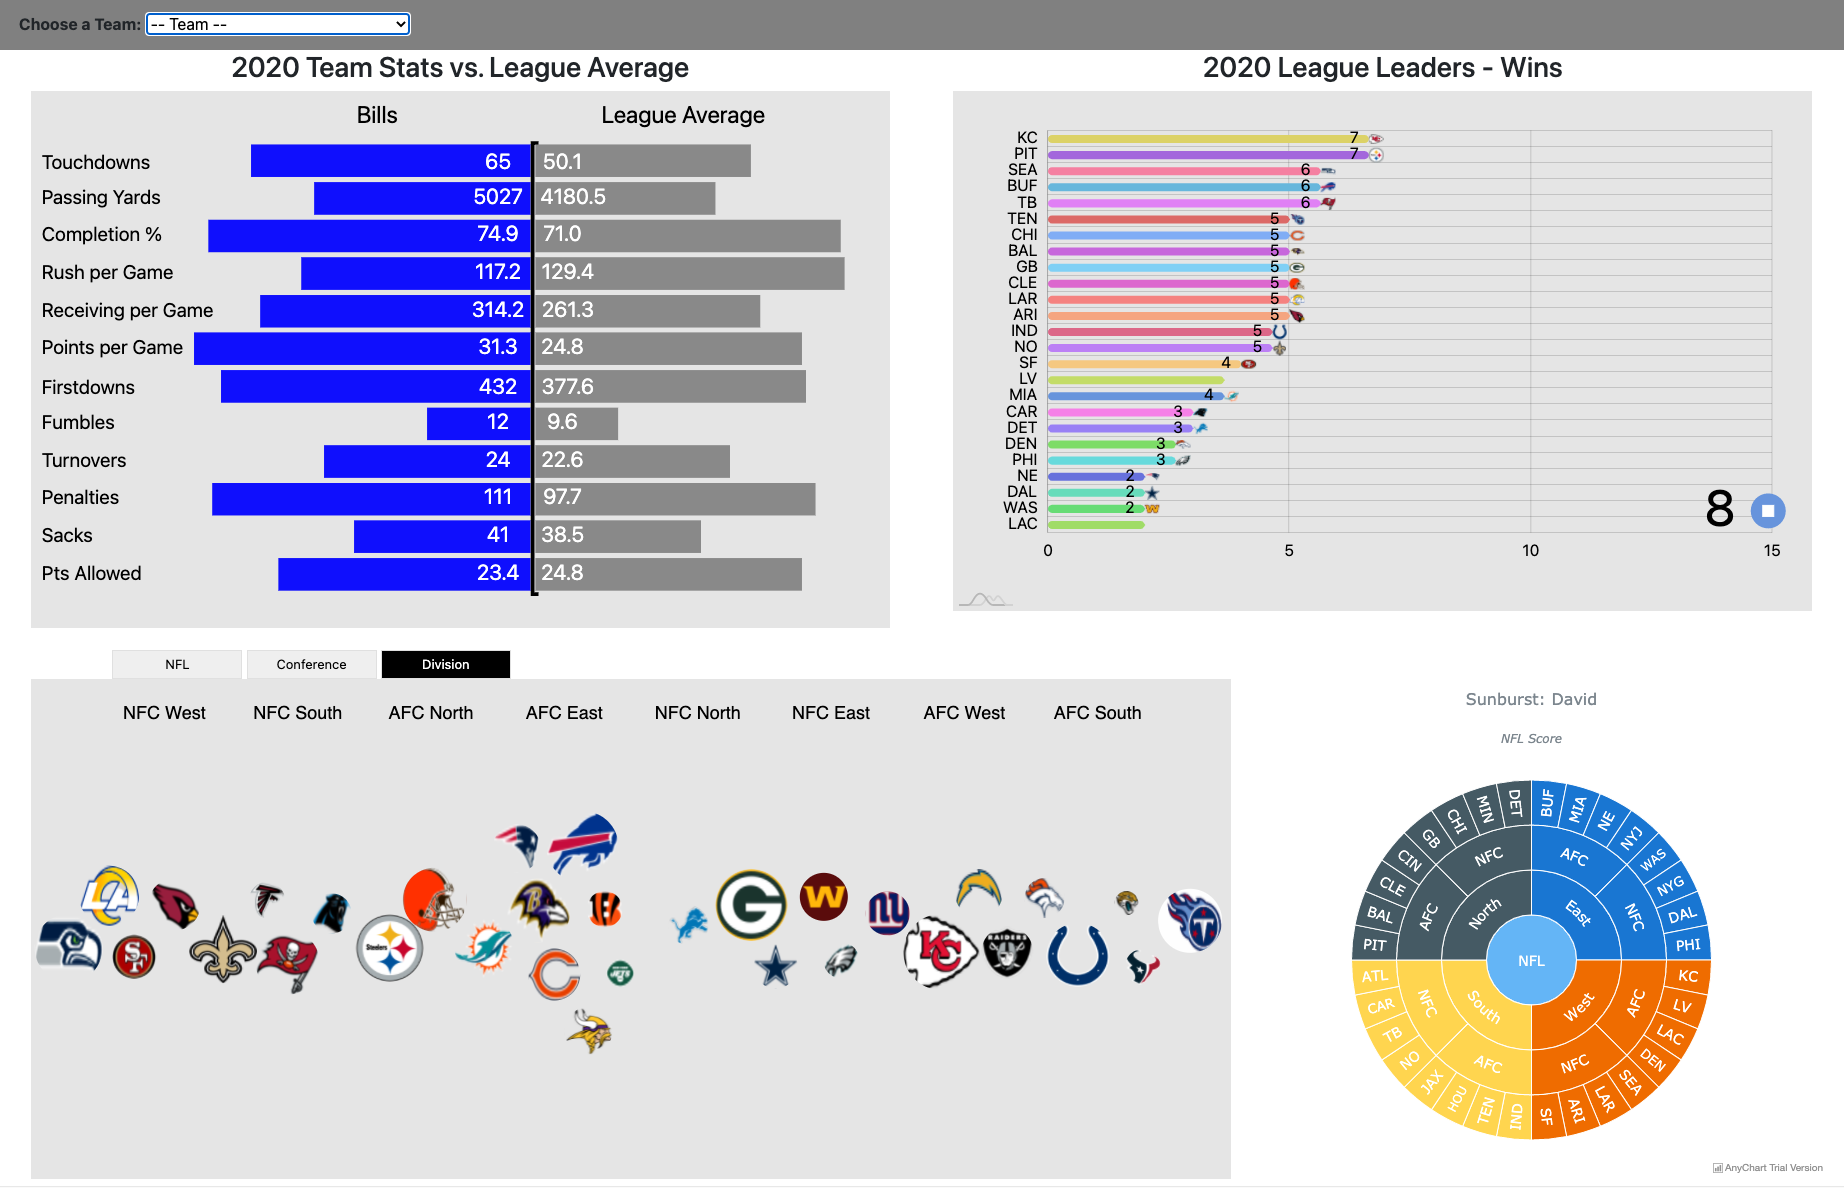 Choose a Team: -- Team --
2020 Team Stats vs. League Average
Bills League Average
Touchdowns 65 50.1
Passing Yards 5027 4180.5
Completion % 74.9 71.0
Rush per Game 117.2 129.4
Receiving per Game 314.2 261.3
Points per Game 31.3 24.8
Firstdowns 432 377.6
Fumbles 12 9.6
Turnovers 24 22.6
Penalties 111 97.7
Sacks 41 38.5
Pts Allowed 23.4 24.8
2020 League Leaders - Wins
KC 7
PIT 7
SEA 6
BUF 6
TB 6
TEN 5
CHI 5
BAL 5
GB 5
CLE 5
LAR 5
ARI 5
IND 5
NO 5
SF 4
LV
MIA 4
CAR 3
DET 3
DEN 3
PHI 3
NE 2
DAL 2
WAS 2
LAC
8
0 5 10 15
NFL Conference Division
NFC West NFC South AFC North AFC East NFC North NFC East AFC West AFC South
LA
SF
Steelers
B
JETS
G
W
ny
KC
RAIDERS
T
Sunburst: David
NFL Score
NFL
East
West
South
North
AFC
NFC
AFC
NFC
AFC
NFC
AFC
NFC
BUF
MIA
NE
NYJ
WAS
NYG
DAL
PHI
KC
LV
LAC
DEN
SEA
LAR
ARI
SF
IND
TEN
HOU
JAX
NO
TB
CAR
ATL
PIT
BAL
CLE
CIN
GB
CHI
MIN
DET
AnyChart Trial Version